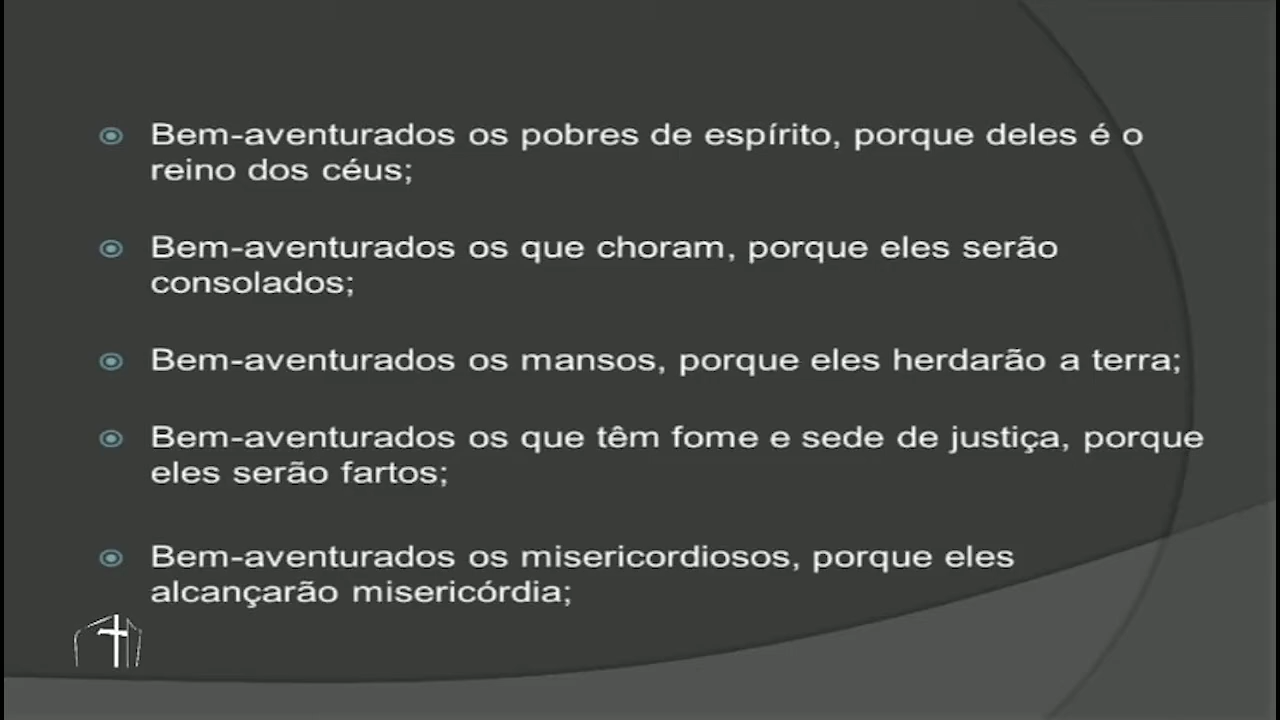 Bem-aventurados os pobres de espírito, porque deles é o
reino dos céus;
Bem-aventurados os que choram, porque eles serão
consolados;
Bem-aventurados os mansos, porque eles herdarão a terra;
Bem-aventurados os que têm fome e sede de justiça, porque
eles serão fartos;
Bem-aventurados os misericordiosos, porque eles
alcançarão misericórdia;